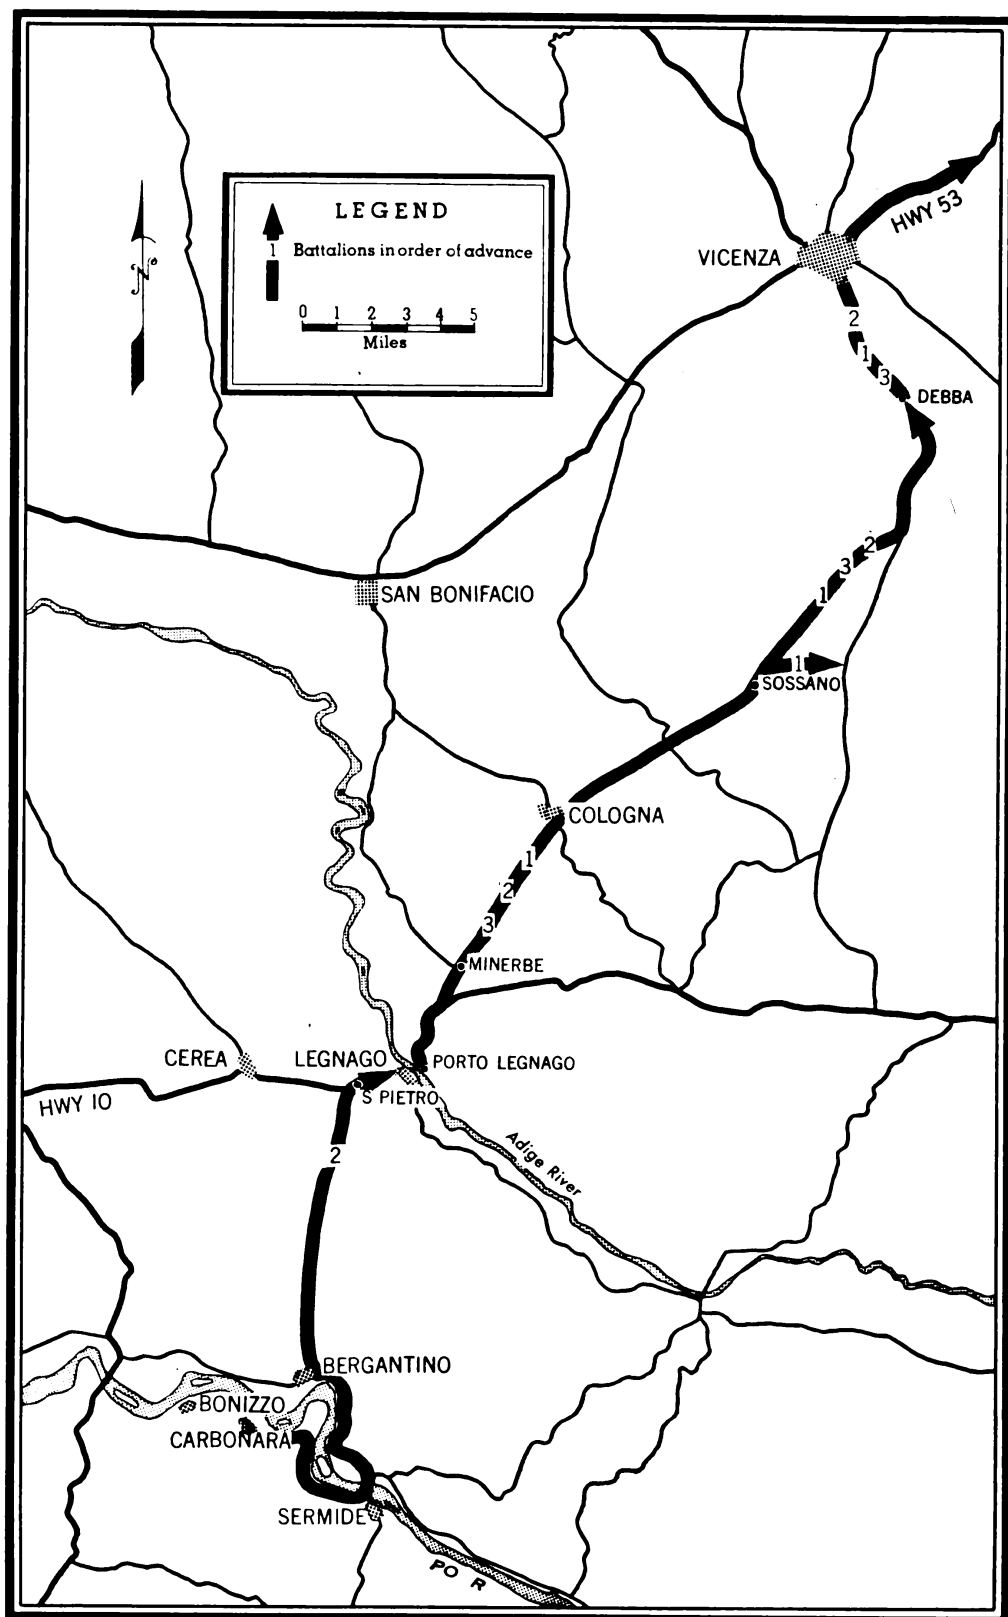 HWY 53
LEGEND
1 Battalions in order of advance
0 1 2 3 4 5
Miles
N
VICENZA
2
1
3
DEBBA
2
3
1
SAN BONIFACIO
1
SOSSANO
COLOGNA
1
2
3
MINERBE
CEREA
LEGNAGO
PORTO LEGNAGO
S PIETRO
HWY 10
2
Adige River
BERGANTINO
BONIZZO
CARBONARA
SERMIDE
PO R